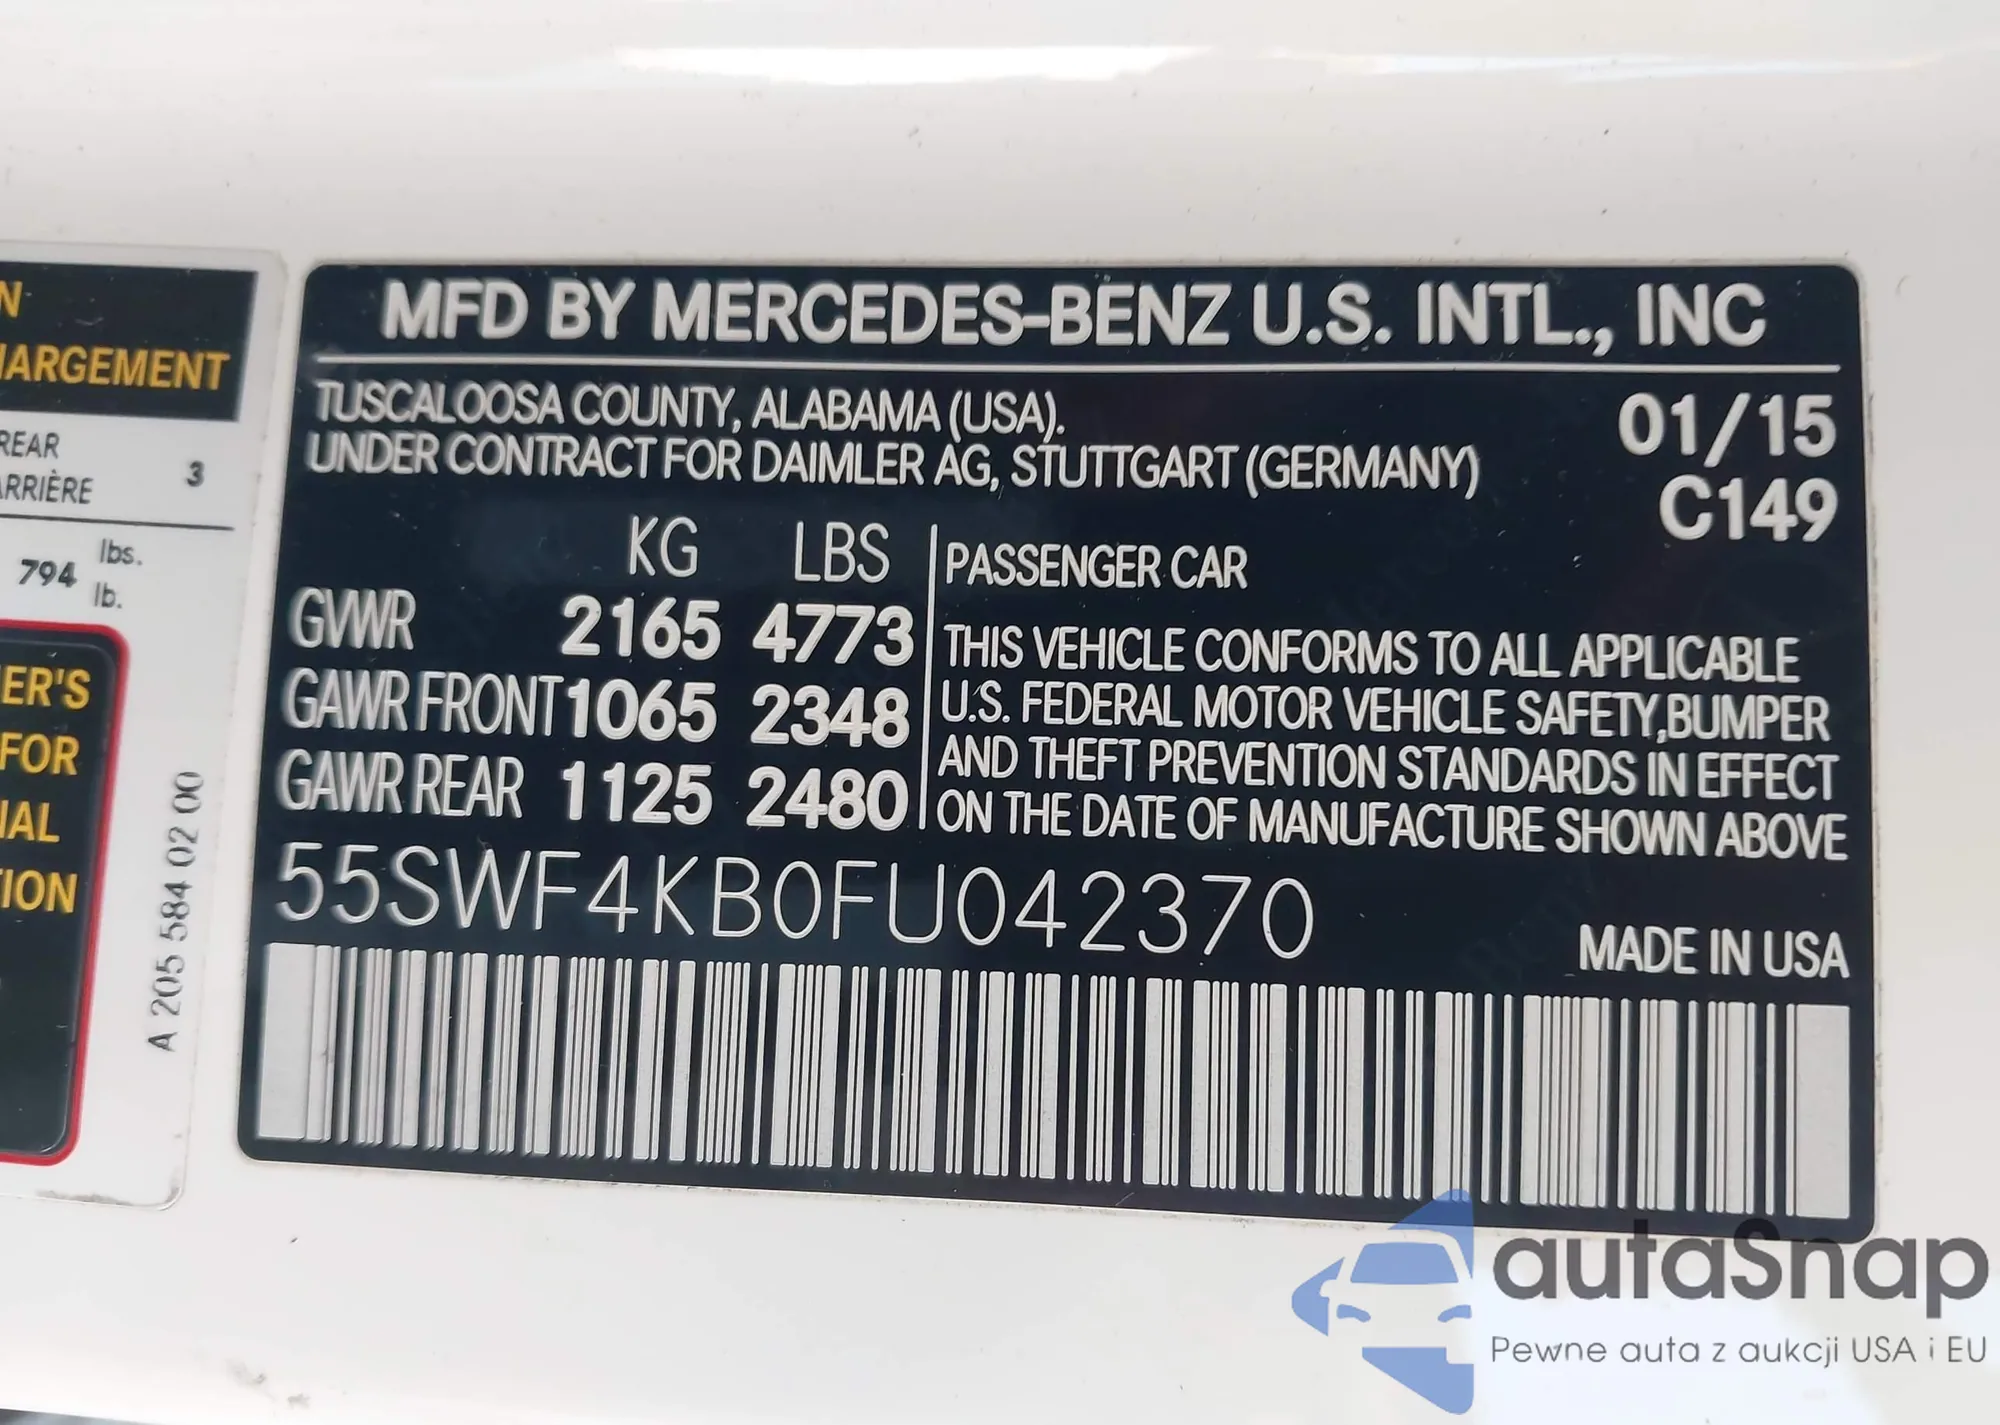 N
HARGEMENT
REAR
ARRIÈRE
3
794
lbs.
lb.
ER'S
FOR
IAL
TION
A 205 584 02 00
MFD BY MERCEDES-BENZ U.S. INTL., INC
TUSCALOOSA COUNTY, ALABAMA (USA).
UNDER CONTRACT FOR DAIMLER AG, STUTTGART (GERMANY)
01/15
C149
KG LBS
GVWR 2165 4773
GAWR FRONT 1065 2348
GAWR REAR 1125 2480
PASSENGER CAR
THIS VEHICLE CONFORMS TO ALL APPLICABLE
U.S. FEDERAL MOTOR VEHICLE SAFETY,BUMPER
AND THEFT PREVENTION STANDARDS IN EFFECT
ON THE DATE OF MANUFACTURE SHOWN ABOVE
55SWF4KB0FU042370
MADE IN USA
autaSnap
Pewne auta z aukcji USA i EU